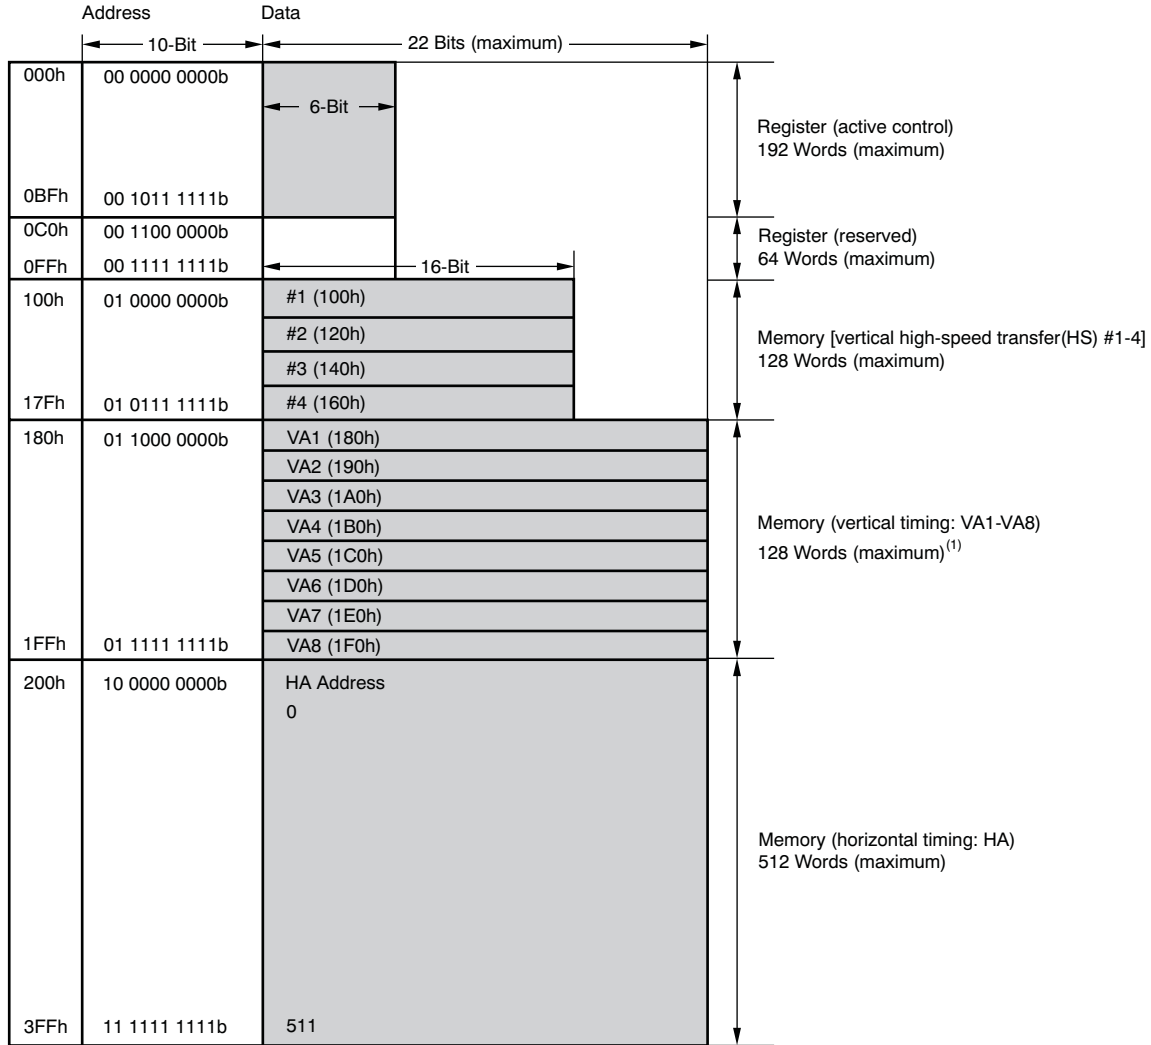 Address Data
10-Bit 22 Bits (maximum)
000h 00 0000 0000b
6-Bit
Register (active control)
192 Words (maximum)
0BFh 00 1011 1111b
0C0h 00 1100 0000b
Register (reserved)
64 Words (maximum)
0FFh 00 1111 1111b
16-Bit
100h 01 0000 0000b #1 (100h)
#2 (120h)
Memory [vertical high-speed transfer(HS) #1-4]
128 Words (maximum)
#3 (140h)
17Fh 01 0111 1111b #4 (160h)
180h 01 1000 0000b VA1 (180h)
VA2 (190h)
VA3 (1A0h)
VA4 (1B0h)
Memory (vertical timing: VA1-VA8)
128 Words (maximum)(1)
VA5 (1C0h)
VA6 (1D0h)
VA7 (1E0h)
1FFh 01 1111 1111b VA8 (1F0h)
200h 10 0000 0000b HA Address
0
Memory (horizontal timing: HA)
512 Words (maximum)
3FFh 11 1111 1111b 511